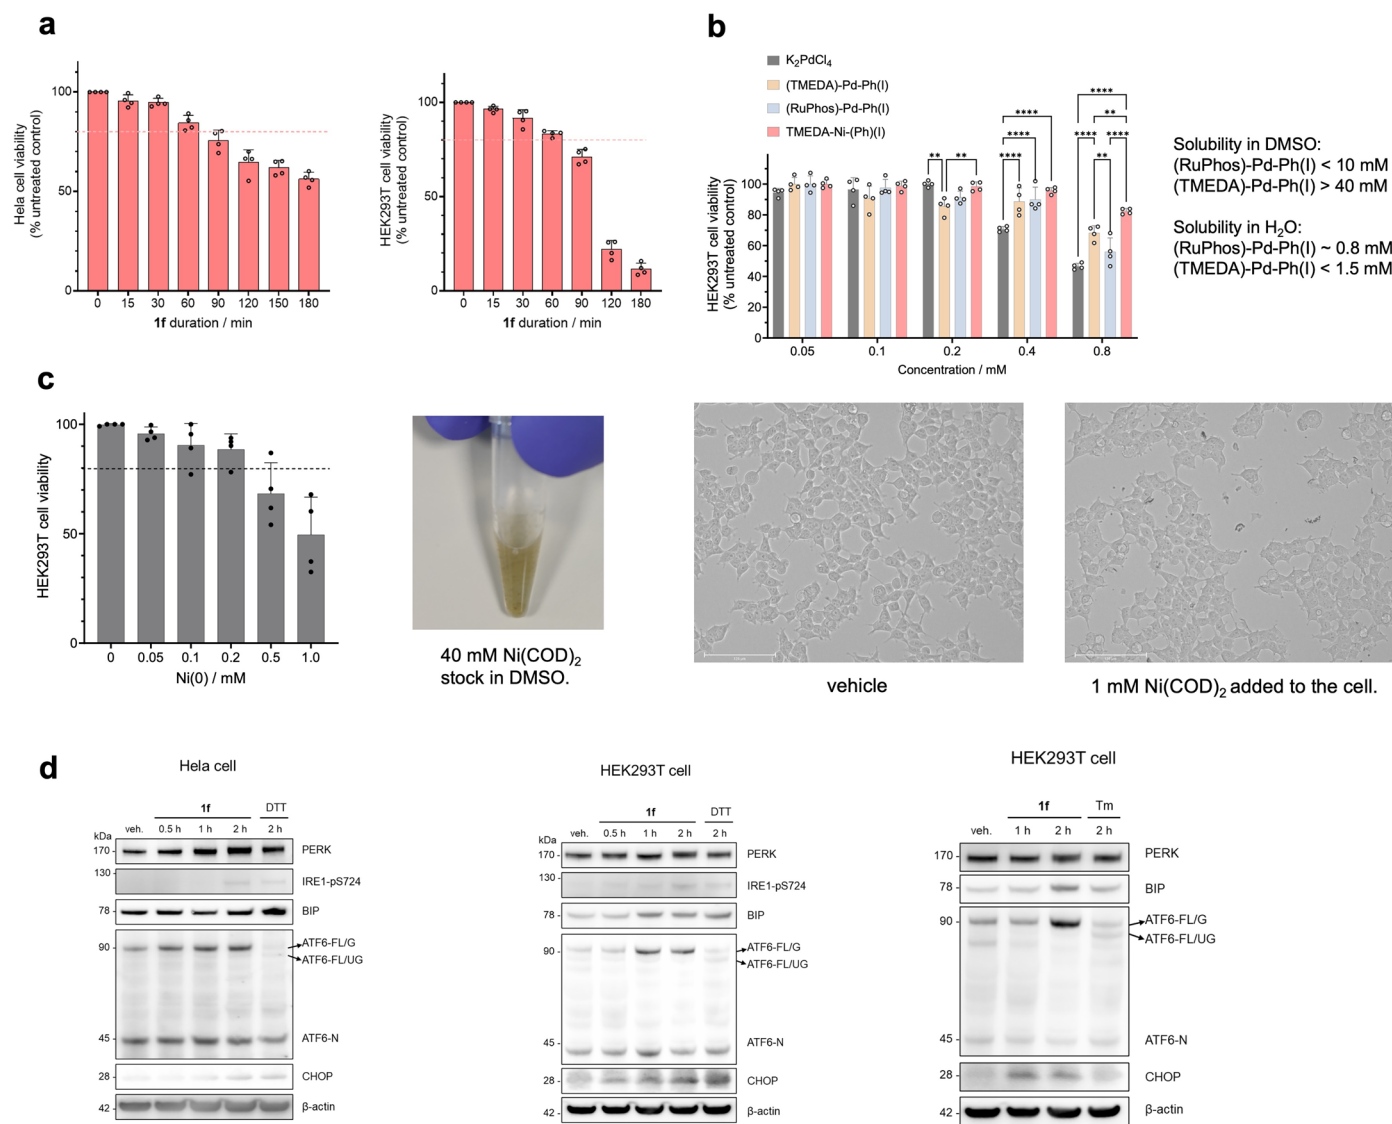 a
Hela cell viability
(% untreated control)
100
50
0
0 15 30 60 90 120 150 180
1f duration / min
HEK293T cell viability
(% untreated control)
100
50
0
0 15 30 60 90 120 180
1f duration / min
b
K2PdCl4
(TMEDA)-Pd-Ph(I)
(RuPhos)-Pd-Ph(I)
TMEDA-Ni-(Ph)(I)
HEK293T cell viability
(% untreated control)
100
80
60
40
20
0
** **
****
****
****
****
**
**** ****
**
0.05 0.1 0.2 0.4 0.8
Concentration / mM
Solubility in DMSO:
(RuPhos)-Pd-Ph(I) < 10 mM
(TMEDA)-Pd-Ph(I) > 40 mM
Solubility in H2O:
(RuPhos)-Pd-Ph(I) ~ 0.8 mM
(TMEDA)-Pd-Ph(I) < 1.5 mM
c
HEK293T cell viability
100
50
0
0 0.05 0.1 0.2 0.5 1.0
Ni(0) / mM
40 mM Ni(COD)2
stock in DMSO.
vehicle
1 mM Ni(COD)2 added to the cell.
d
Hela cell
1f DTT
kDa veh. 0.5 h 1 h 2 h 2 h
170 PERK
130
IRE1-pS724
78 BIP
90 ATF6-FL/G
ATF6-FL/UG
45 ATF6-N
28 CHOP
42 β-actin
HEK293T cell
1f DTT
veh. 0.5 h 1 h 2 h 2 h
170 PERK
130
IRE1-pS724
78 BIP
90 ATF6-FL/G
ATF6-FL/UG
45 ATF6-N
28 CHOP
42 β-actin
HEK293T cell
1f Tm
veh. 1 h 2 h 2 h
170 PERK
78 BIP
90 ATF6-FL/G
ATF6-FL/UG
45 ATF6-N
28 CHOP
42 β-actin